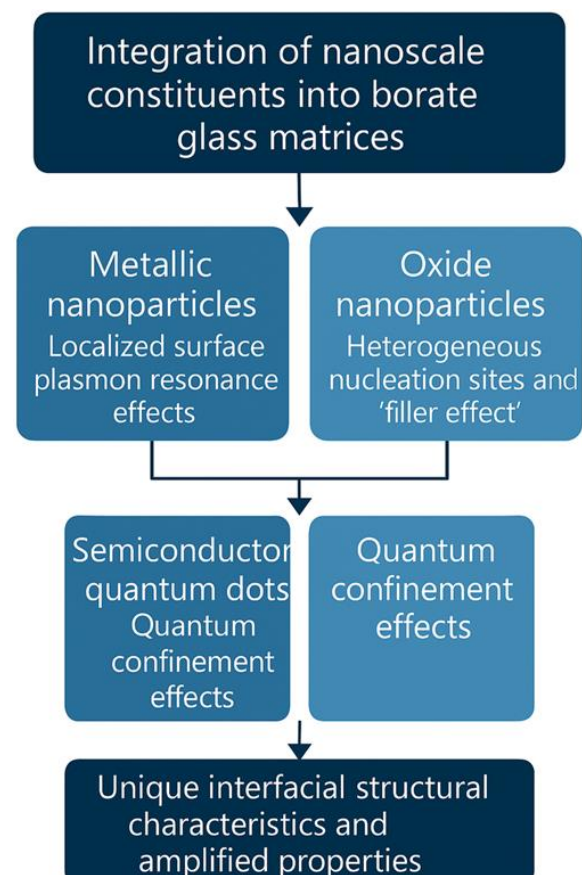 Integration of nanoscale
constituents into borate
glass matrices
Metallic
nanoparticles
Localized surface
plasmon resonance
effects
Oxide
nanoparticles
Heterogeneous
nucleation sites and
'filler effect'
Semiconductor
quantum dots
Quantum
confinement
effects
Quantum
confinement
effects
Unique interfacial structural
characteristics and
amplified properties